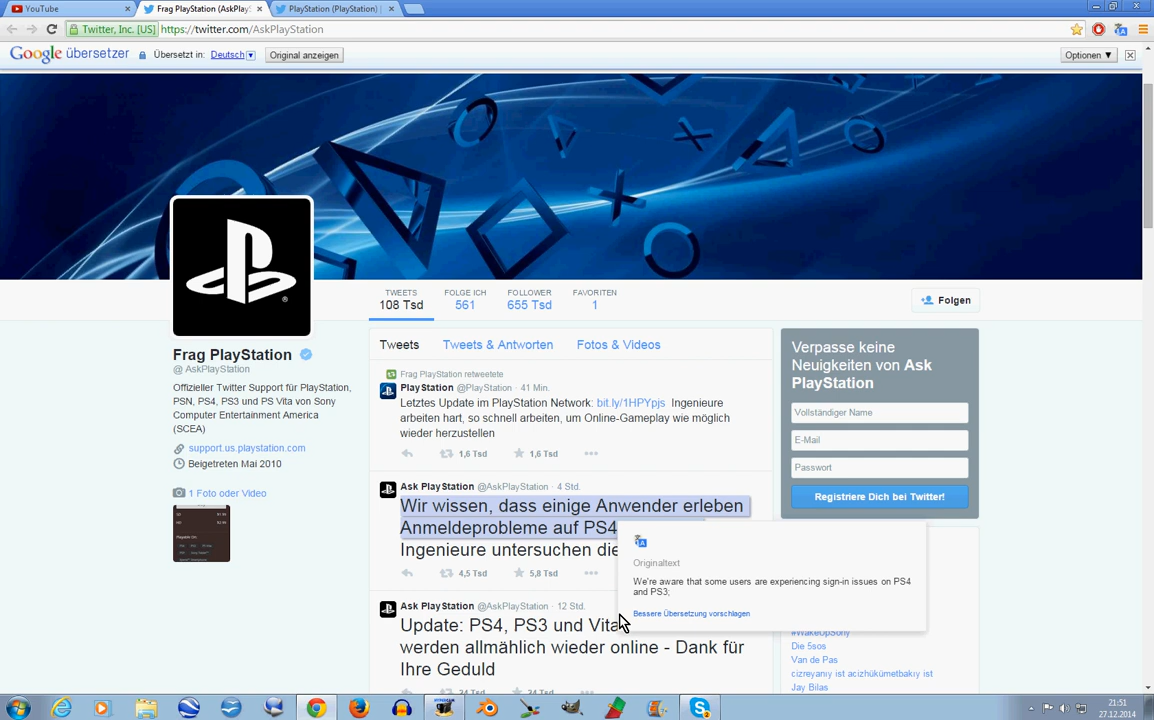 YouTube
Frag PlayStation (AskPlay
PlayStation (PlayStation) |
Twitter, Inc. [US]
https://twitter.com/AskPlayStation
Google übersetzer
Übersetzt in: Deutsch
Original anzeigen
Optionen ▼
TWEETS
108 Tsd
FOLGE ICH
561
FOLLOWER
655 Tsd
FAVORITEN
1
Folgen
Frag PlayStation
@ AskPlayStation
Offizieller Twitter Support für PlayStation,
PSN, PS4, PS3 und PS Vita von Sony
Computer Entertainment America
(SCEA)
support.us.playstation.com
Beigetreten Mai 2010
1 Foto oder Video
Tweets
Tweets & Antworten
Fotos & Videos
Frag PlayStation retweetete
PlayStation @PlayStation · 41 Min.
Letztes Update im PlayStation Network: bit.ly/1HPYpjs Ingenieure
arbeiten hart, so schnell arbeiten, um Online-Gameplay wie möglich
wieder herzustellen
1,6 Tsd
1,6 Tsd
Ask PlayStation @AskPlayStation · 4 Std.
Wir wissen, dass einige Anwender erleben
Anmeldeprobleme auf PS4
Ingenieure untersuchen die
4,5 Tsd
5,8 Tsd
Ask PlayStation @AskPlayStation · 12 Std.
Update: PS4, PS3 und Vita
werden allmählich wieder online - Dank für
Ihre Geduld
24 Tsd
24 Tsd
Verpasse keine
Neuigkeiten von Ask
PlayStation
Vollständiger Name
E-Mail
Passwort
Registriere Dich bei Twitter!
Originaltext
We're aware that some users are experiencing sign-in issues on PS4
and PS3;
Bessere Übersetzung vorschlagen
#WakeUpSony
Die 5sos
Van de Pas
cizreyanıy ist acizhükümetbakıy ist
Jay Bilas
21:51
27.12.2014